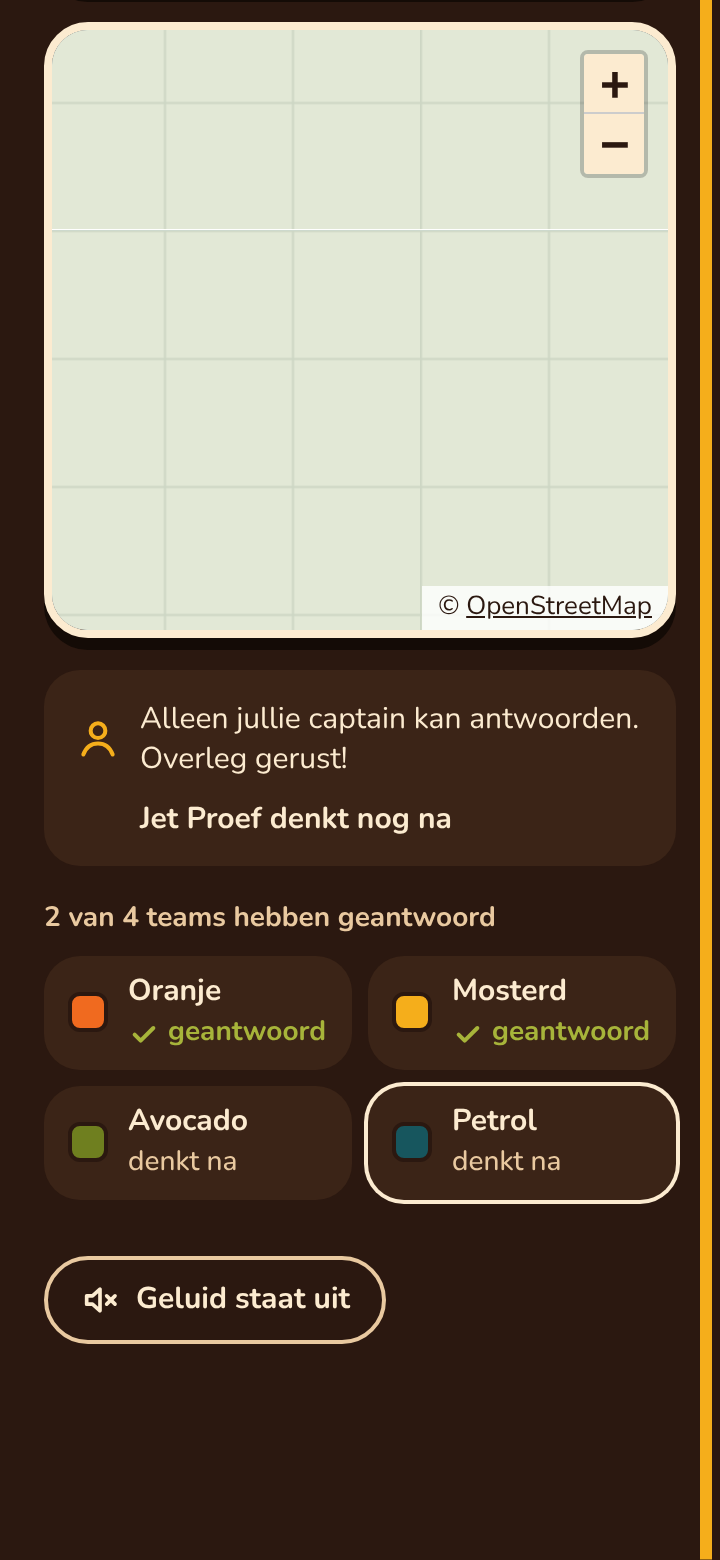 +
−
© OpenStreetMap
Alleen jullie captain kan antwoorden.
Overleg gerust!
Jet Proef denkt nog na
2 van 4 teams hebben geantwoord
Oranje
geantwoord
Mosterd
geantwoord
Avocado
denkt na
Petrol
denkt na
Geluid staat uit